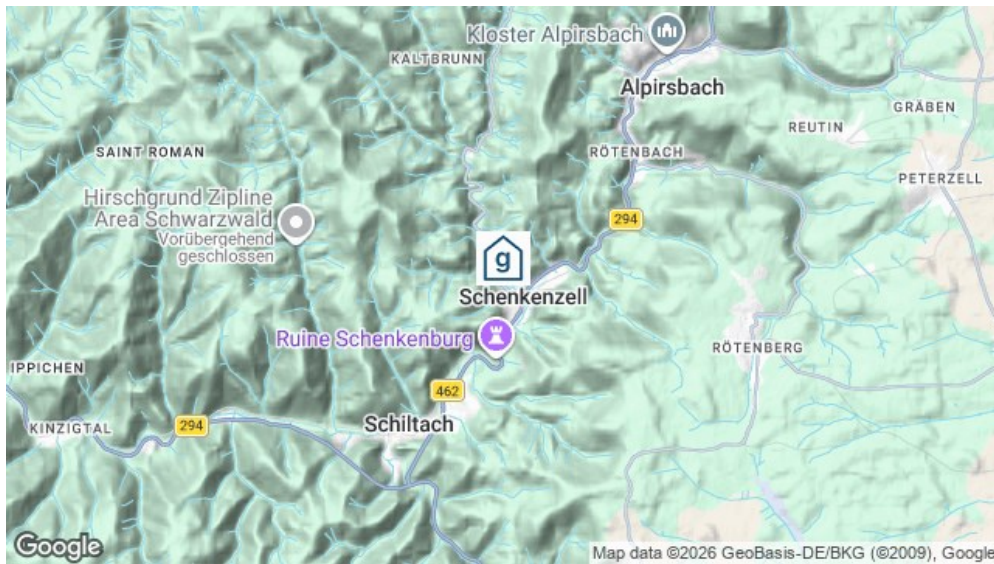 Kloster Alpirsbach
KALTBRUNN
Alpirsbach
GRÄBEN
REUTIN
SAINT ROMAN
RÖTENBACH
PETERZELL
Hirschgrund Zipline
Area Schwarzwald
Vorübergehend
geschlossen
294
g
Schenkenzell
Ruine Schenkenburg
RÖTENBERG
IPPICHEN
462
294
Schiltach
KINZIGTAL
Google
Map data ©2026 GeoBasis-DE/BKG (©2009), Google